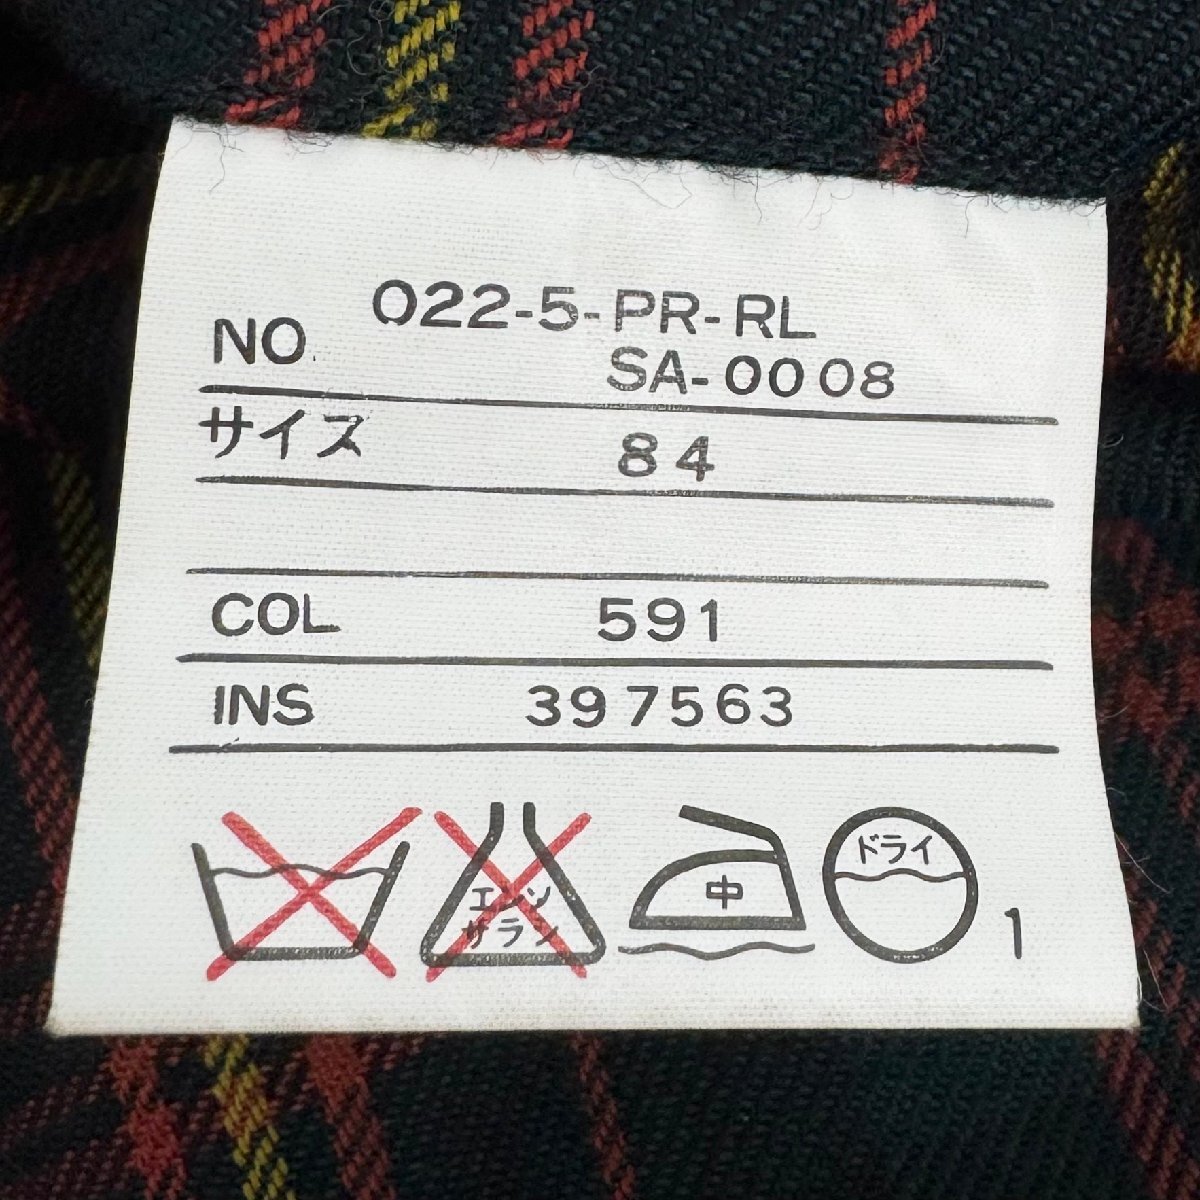 022-5-PR-RL
NO. SA-0008
サイズ 84
COL 591
INS 397563
エンソ
サラシ
中
ドライ
1